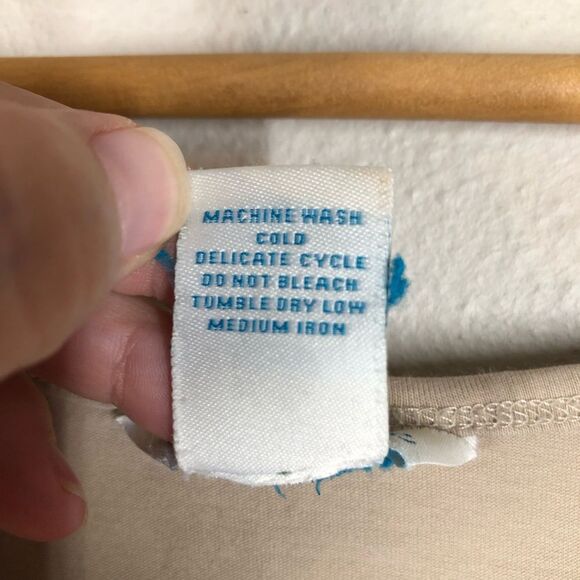 MACHINE WASH
COLD
DELICATE CYCLE
DO NOT BLEACH
TUMBLE DRY LOW
MEDIUM IRON